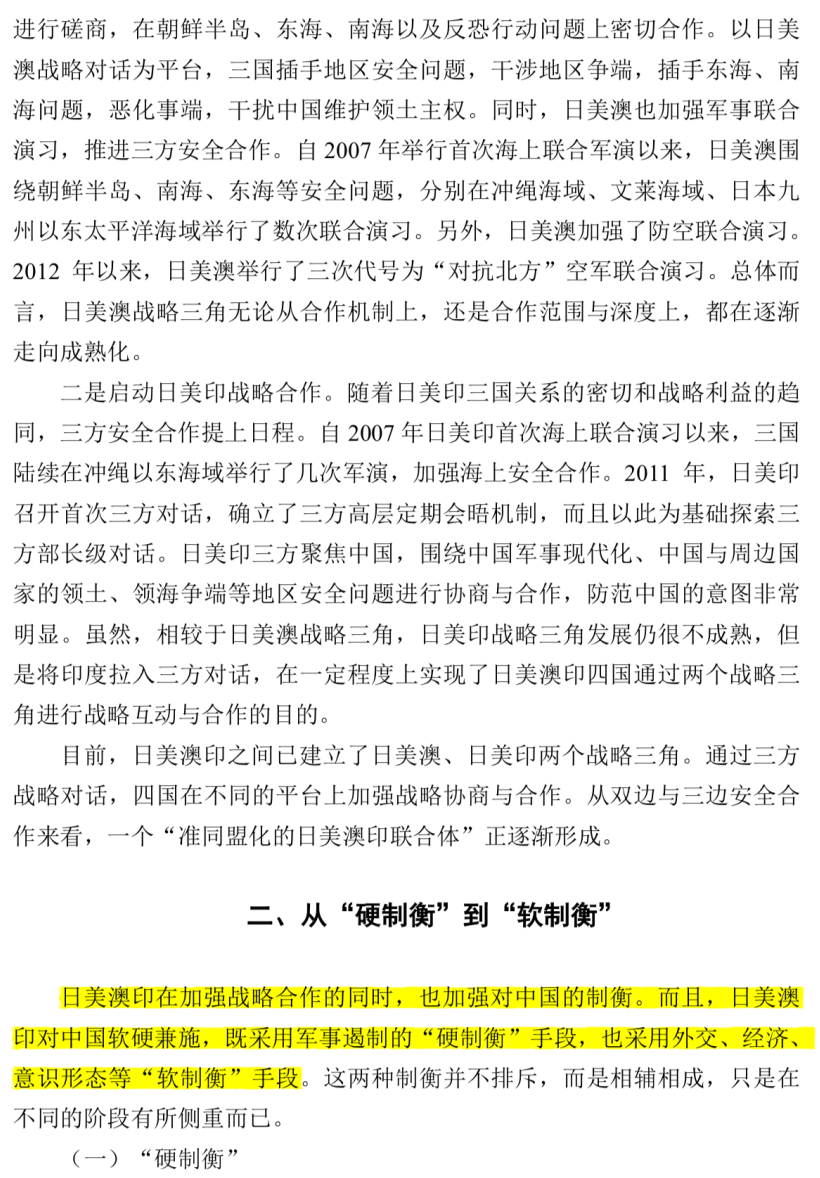 进行磋商，在朝鲜半岛、东海、南海以及反恐行动问题上密切合作。以日美
澳战略对话为平台，三国插手地区安全问题，干涉地区争端，插手东海、南
海问题，恶化事端，干扰中国维护领土主权。同时，日美澳也加强军事联合
演习，推进三方安全合作。自 2007 年举行首次海上联合军演以来，日美澳围
绕朝鲜半岛、南海、东海等安全问题，分别在冲绳海域、文莱海域、日本九
州以东太平洋海域举行了数次联合演习。另外，日美澳加强了防空联合演习。
2012 年以来，日美澳举行了三次代号为“对抗北方”空军联合演习。总体而
言，日美澳战略三角无论从合作机制上，还是合作范围与深度上，都在逐渐
走向成熟化。
二是启动日美印战略合作。随着日美印三国关系的密切和战略利益的趋
同，三方安全合作提上日程。自 2007 年日美印首次海上联合演习以来，三国
陆续在冲绳以东海域举行了几次军演，加强海上安全合作。2011 年，日美印
召开首次三方对话，确立了三方高层定期会晤机制，而且以此为基础探索三
方部长级对话。日美印三方聚焦中国，围绕中国军事现代化、中国与周边国
家的领土、领海争端等地区安全问题进行协商与合作，防范中国的意图非常
明显。虽然，相较于日美澳战略三角，日美印战略三角发展仍很不成熟，但
是将印度拉入三方对话，在一定程度上实现了日美澳印四国通过两个战略三
角进行战略互动与合作的目的。
目前，日美澳印之间已建立了日美澳、日美印两个战略三角。通过三方
战略对话，四国在不同的平台上加强战略协商与合作。从双边与三边安全合
作来看，一个“准同盟化的日美澳印联合体”正逐渐形成。
二、从“硬制衡”到“软制衡”
日美澳印在加强战略合作的同时，也加强对中国的制衡。而且，日美澳
印对中国软硬兼施，既采用军事遏制的“硬制衡”手段，也采用外交、经济、
意识形态等“软制衡”手段。这两种制衡并不排斥，而是相辅相成，只是在
不同的阶段有所侧重而已。
（一）“硬制衡”